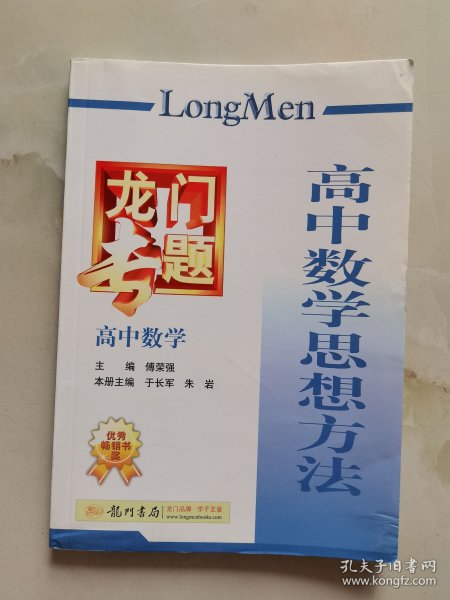 LongMen
龙门
专题
高中数学
主 编 傅荣强
本册主编 于长军 朱 岩
优秀
畅销书
奖
龍門書局
龙门品牌·学子至爱
www.longmenbooks.com
高中数学思想方法
孔夫子旧书网
www.kongfz.com